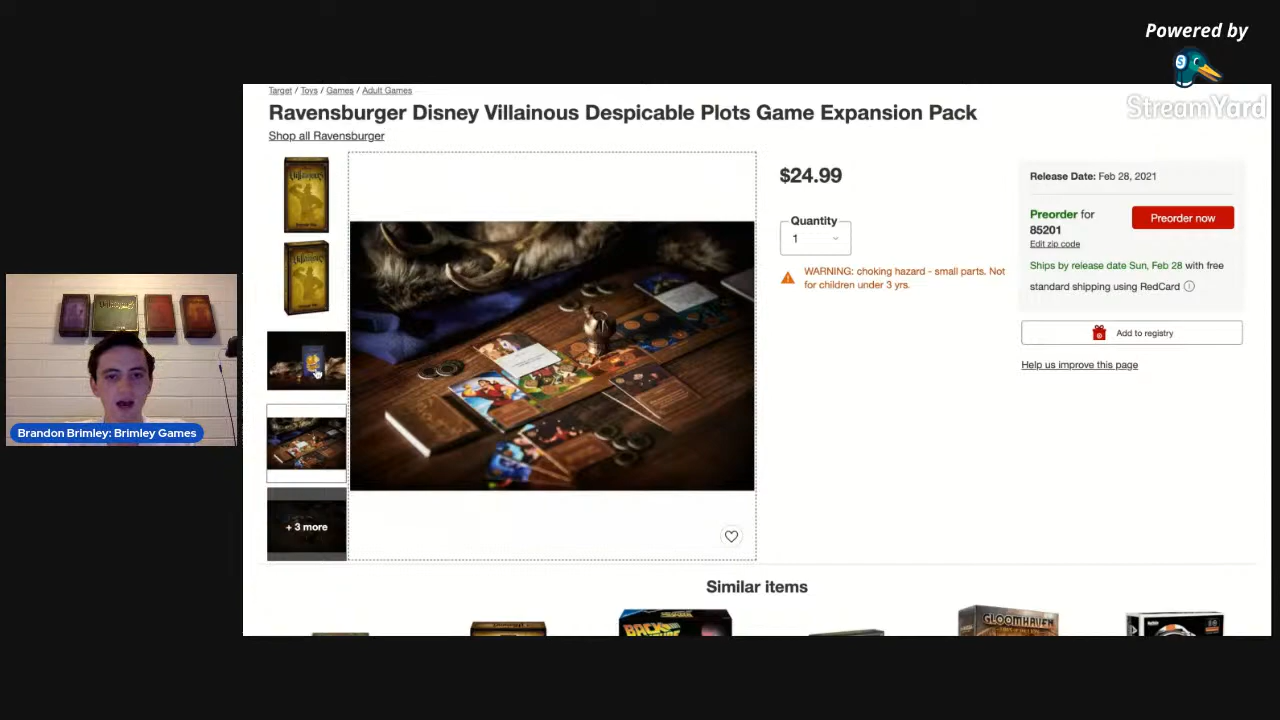 Powered by
StreamYard
Target / Toys / Games / Adult Games
Ravensburger Disney Villainous Despicable Plots Game Expansion Pack
Shop all Ravensburger
$24.99
Quantity
1
WARNING: choking hazard - small parts. Not
for children under 3 yrs.
Release Date: Feb 28, 2021
Preorder for
85201
Edit zip code
Preorder now
Ships by release date Sun, Feb 28 with free
standard shipping using RedCard
Add to registry
Help us improve this page
Villainous
Villainous
+ 3 more
Brandon Brimley: Brimley Games
Similar items
BACK
GLOOMHAVEN